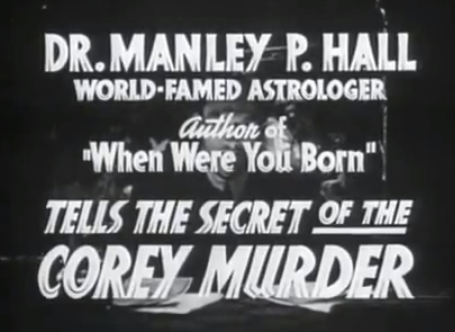 DR. MANLEY P. HALL
WORLD-FAMED ASTROLOGER
Author of
"When Were You Born"
TELLS THE SECRET OF THE
COREY MURDER